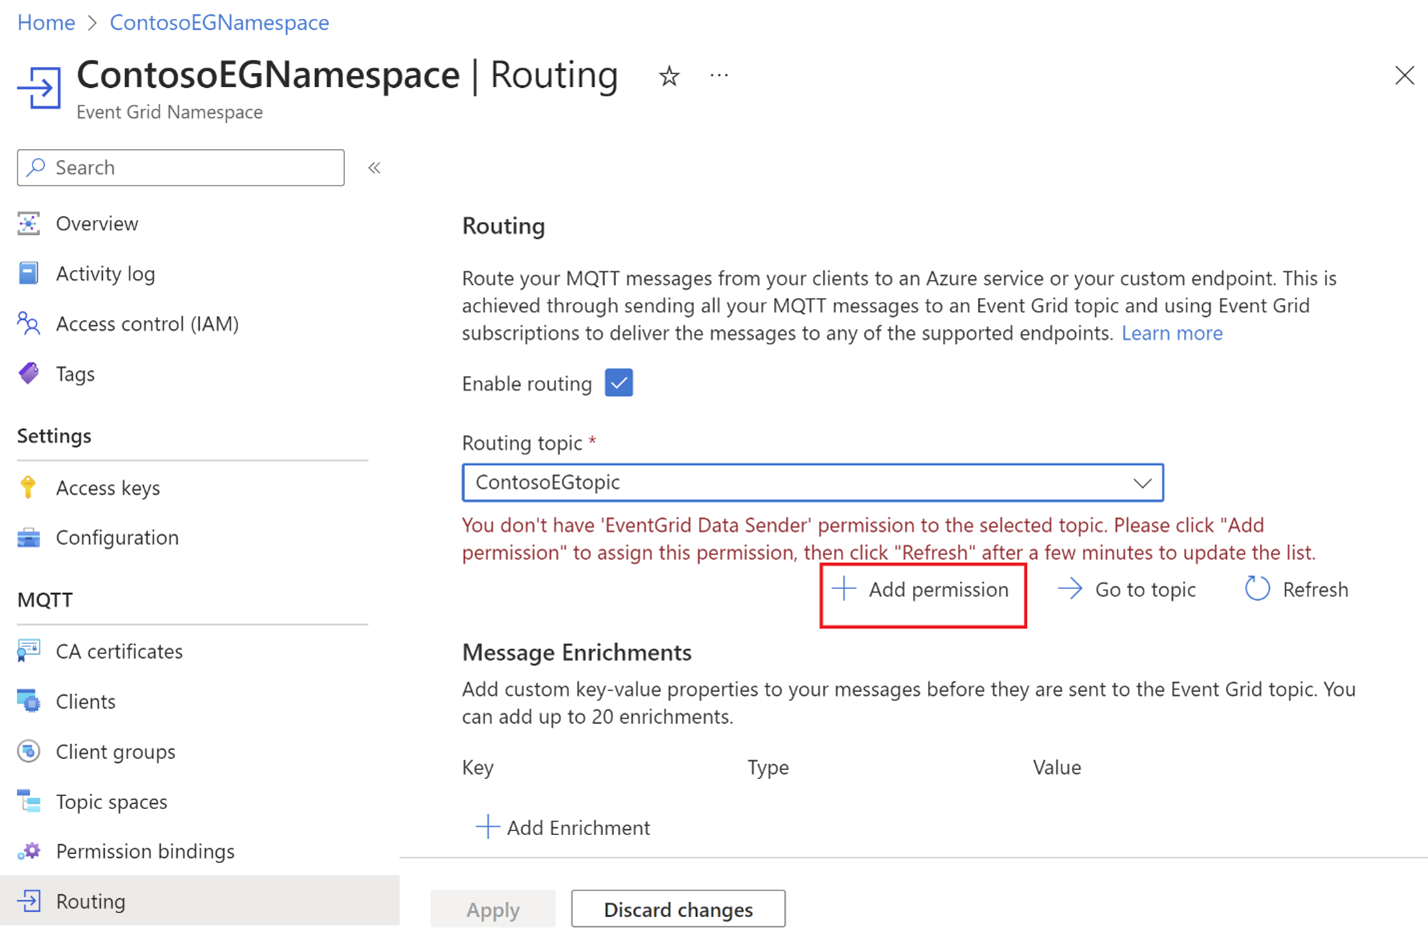 Home > ContosoEGNamespace
ContosoEGNamespace | Routing
Event Grid Namespace
Search
Overview
Activity log
Access control (IAM)
Tags
Settings
Access keys
Configuration
MQTT
CA certificates
Clients
Client groups
Topic spaces
Permission bindings
Routing
Routing
Route your MQTT messages from your clients to an Azure service or your custom endpoint. This is
achieved through sending all your MQTT messages to an Event Grid topic and using Event Grid
subscriptions to deliver the messages to any of the supported endpoints. Learn more
Enable routing
Routing topic *
ContosoEGtopic
You don't have 'EventGrid Data Sender' permission to the selected topic. Please click "Add
permission" to assign this permission, then click "Refresh" after a few minutes to update the list.
Add permission Go to topic Refresh
Message Enrichments
Add custom key-value properties to your messages before they are sent to the Event Grid topic. You
can add up to 20 enrichments.
Key Type Value
Add Enrichment
Apply Discard changes